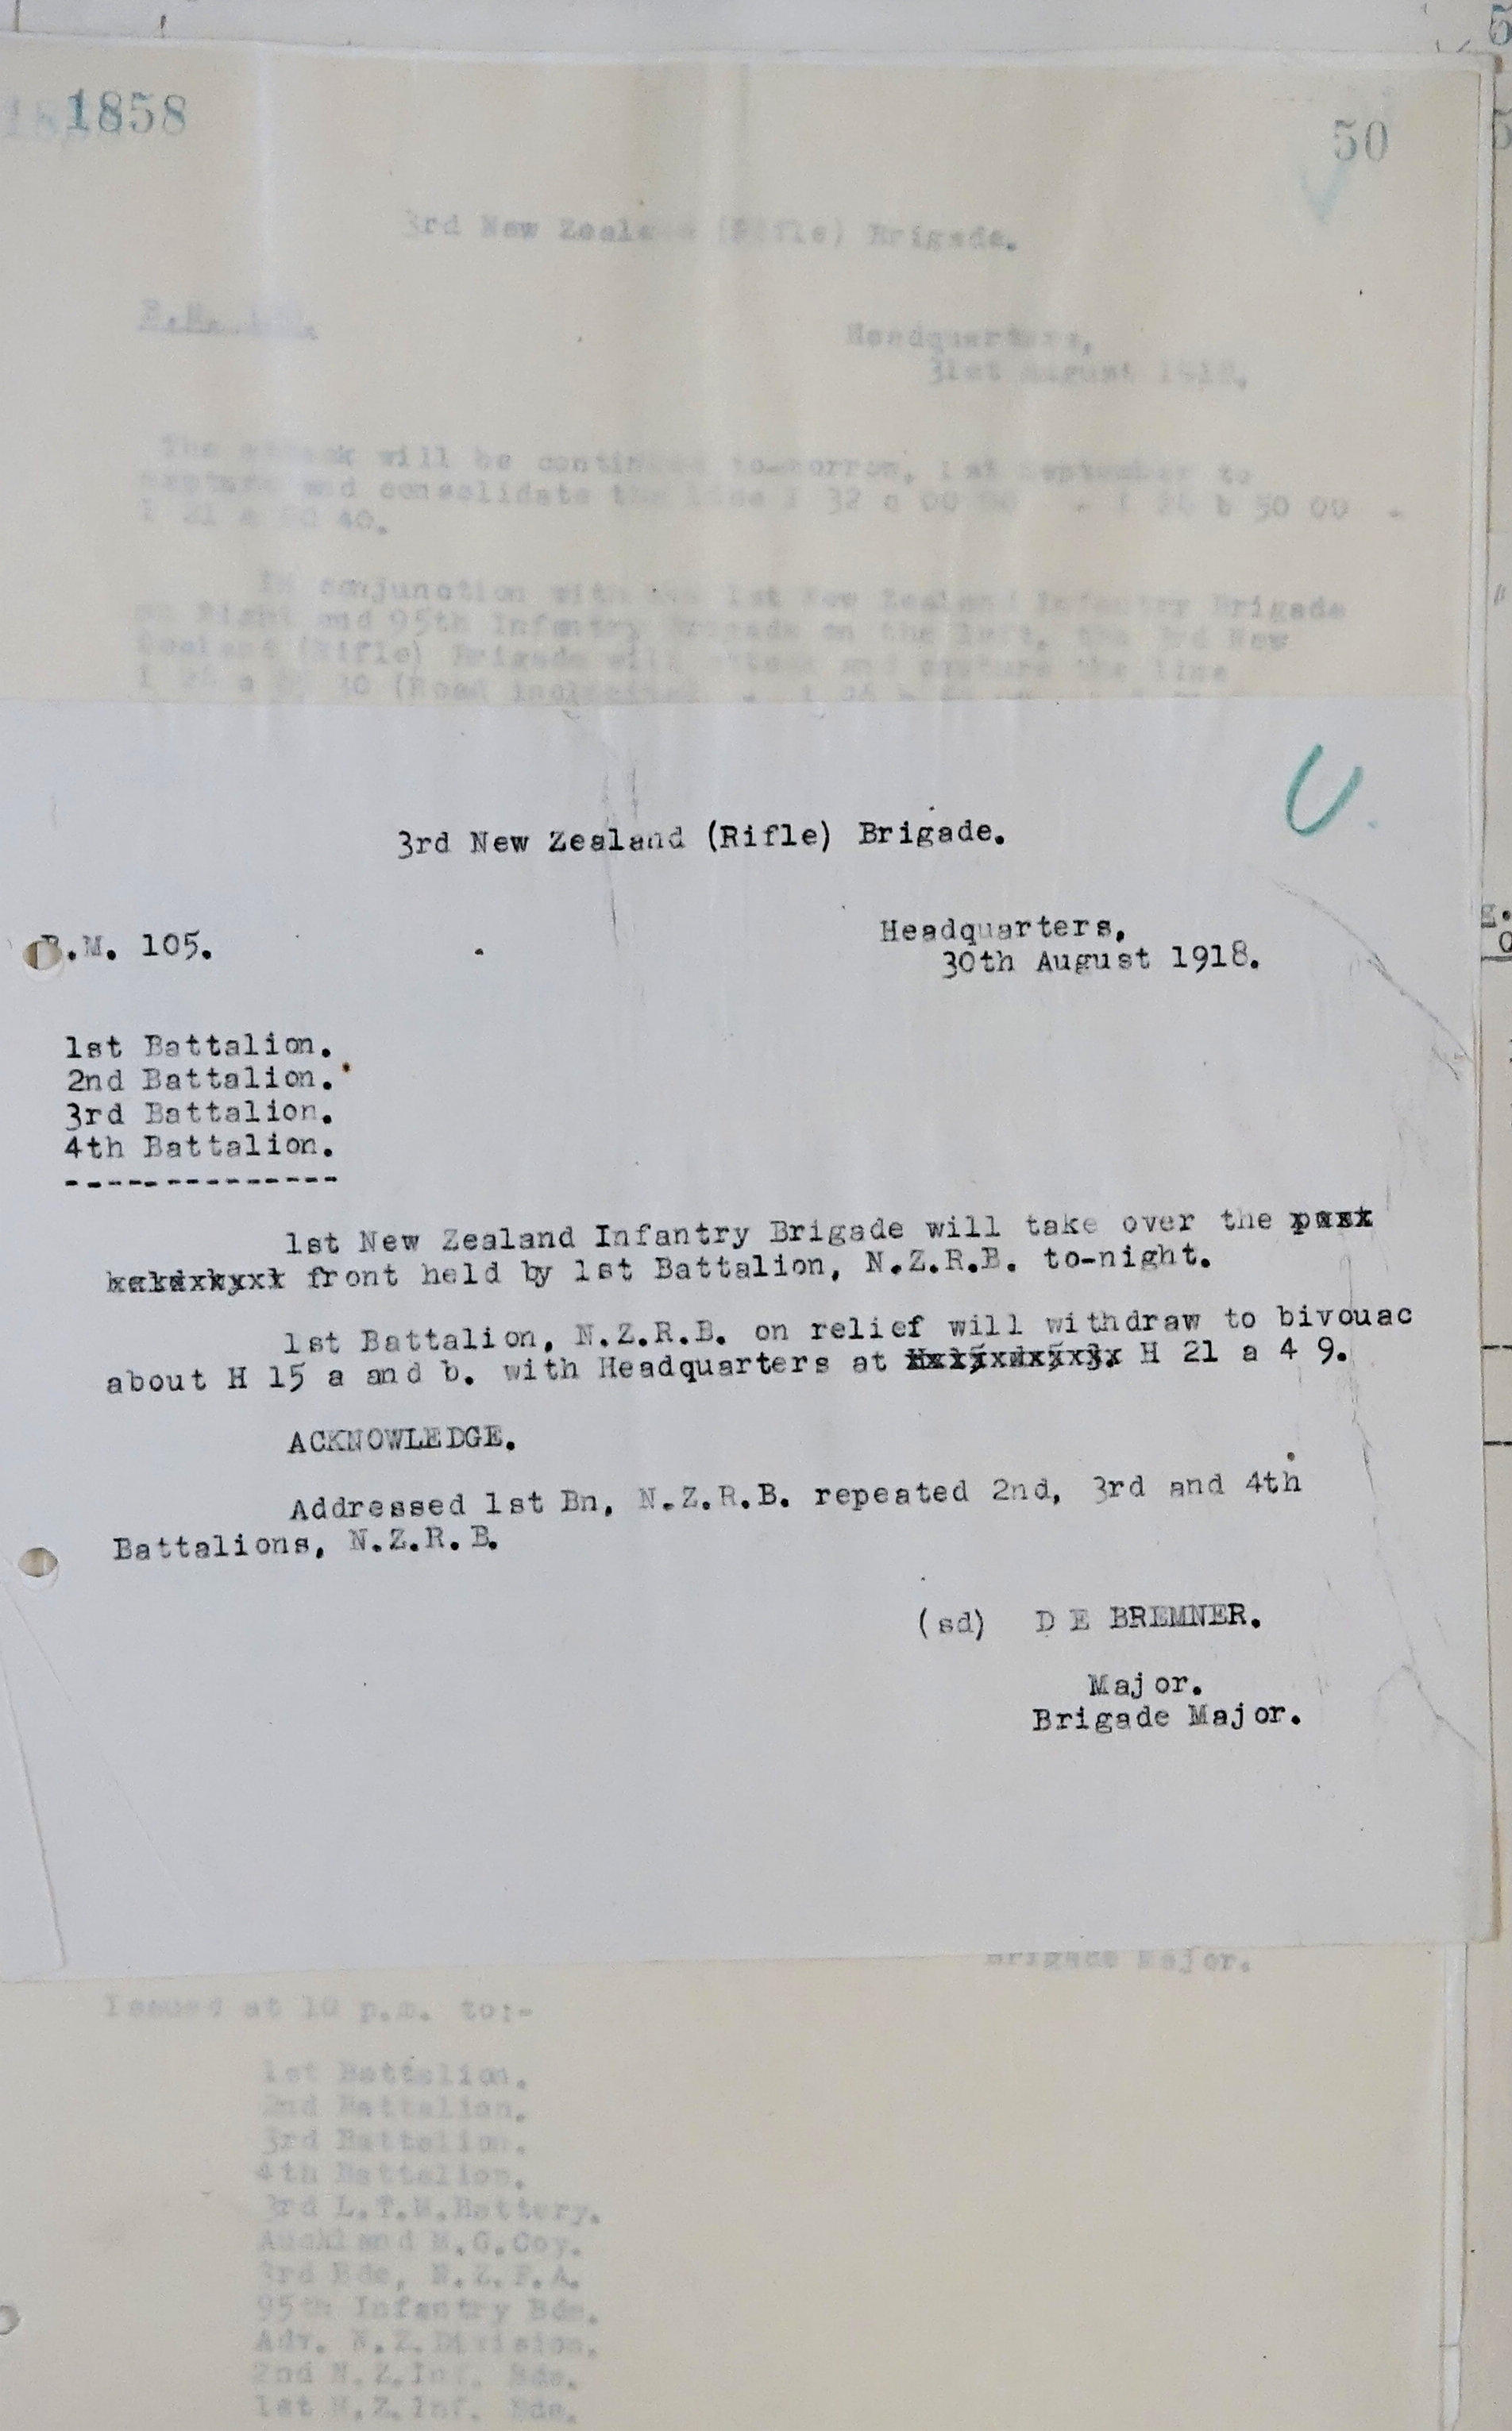 1858
50
3rd New Zealand (Rifle) Brigade.
Headquarters,
31st August 1918.
The attack will be continued to-morrow, 1st September to
capture and consolidate the line I 32 c 00 - I 26 b 50 00 -
I 21 40.
In conjunction with the 1st New Zealand Infantry Brigade
on Right and 95th Infantry Brigade on the left, the 3rd New
Zealand (Rifle) Brigade will attack and capture the line
(Road inclusive)
U.
3rd New Zealand (Rifle) Brigade.
B.M. 105.
Headquarters,
30th August 1918.
1st Battalion.
2nd Battalion.
3rd Battalion.
4th Battalion.
--------------
1st New Zealand Infantry Brigade will take over the
front held by 1st Battalion, N.Z.R.B. to-night.
1st Battalion, N.Z.R.B. on relief will withdraw to bivouac
about H 15 a and b. with Headquarters at H 21 a 4 9.
ACKNOWLEDGE.
Addressed 1st Bn, N.Z.R.B. repeated 2nd, 3rd and 4th
Battalions, N.Z.R.B.
(sd) D E BREMNER.
Major.
Brigade Major.
Brigade Major.
Issued at 10 p.m. to:-
1st Battalion.
2nd Battalion.
3rd Battalion.
4th Battalion.
3rd L.T.M.Battery.
Auckland M.G.Coy.
3rd Bde, N.Z.F.A.
95th Infantry Bde.
Adv. N.Z.Division.
2nd N.Z.Inf. Bde.
1st N.Z.Inf. Bde.